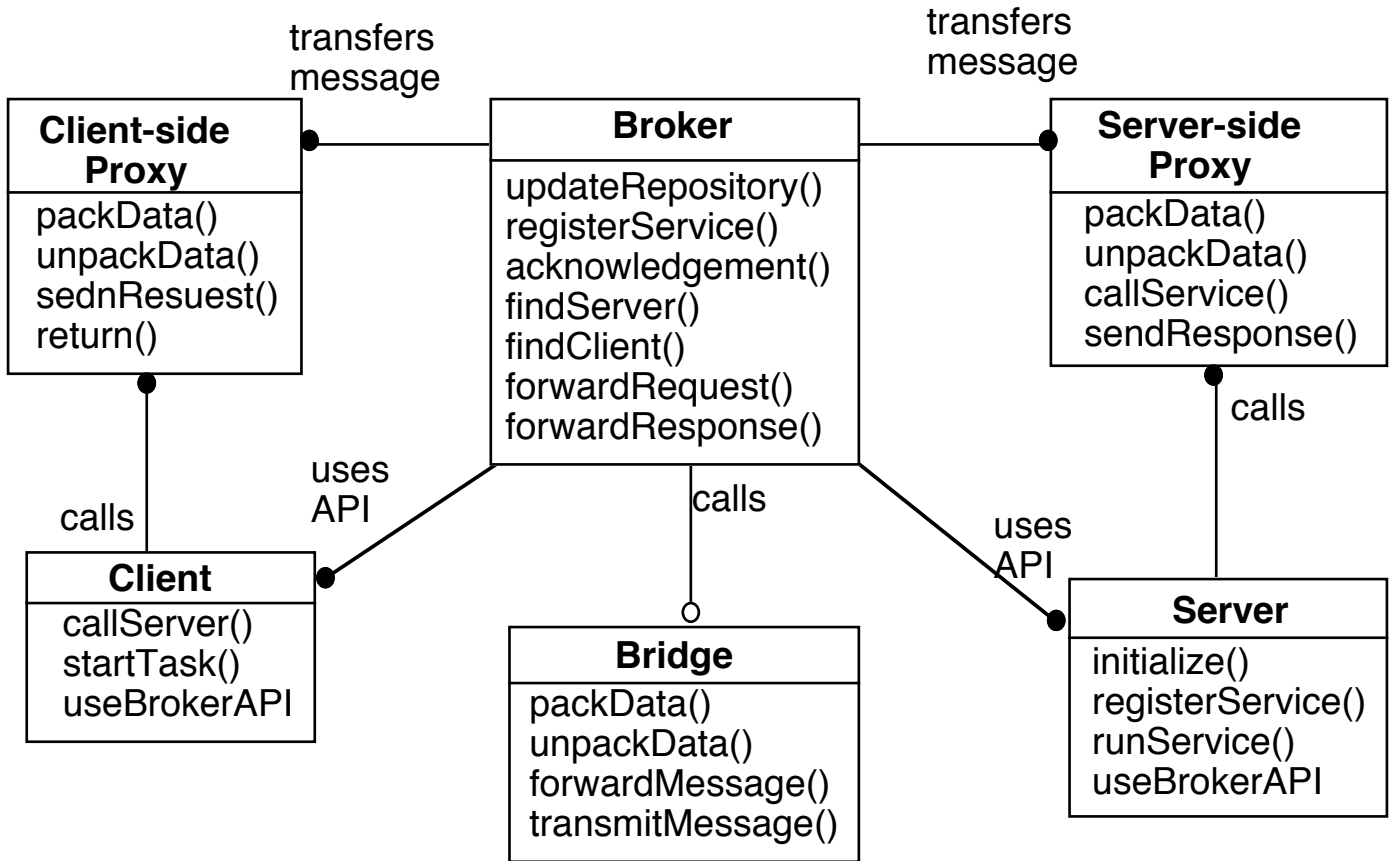 transfers
message
transfers
message
Client-side
Proxy
packData()
unpackData()
sednResuest()
return()
Broker
updateRepository()
registerService()
acknowledgement()
findServer()
findClient()
forwardRequest()
forwardResponse()
Server-side
Proxy
packData()
unpackData()
callService()
sendResponse()
calls
uses
API
calls
uses
API
calls
Client
callServer()
startTask()
useBrokerAPI
Bridge
packData()
unpackData()
forwardMessage()
transmitMessage()
Server
initialize()
registerService()
runService()
useBrokerAPI